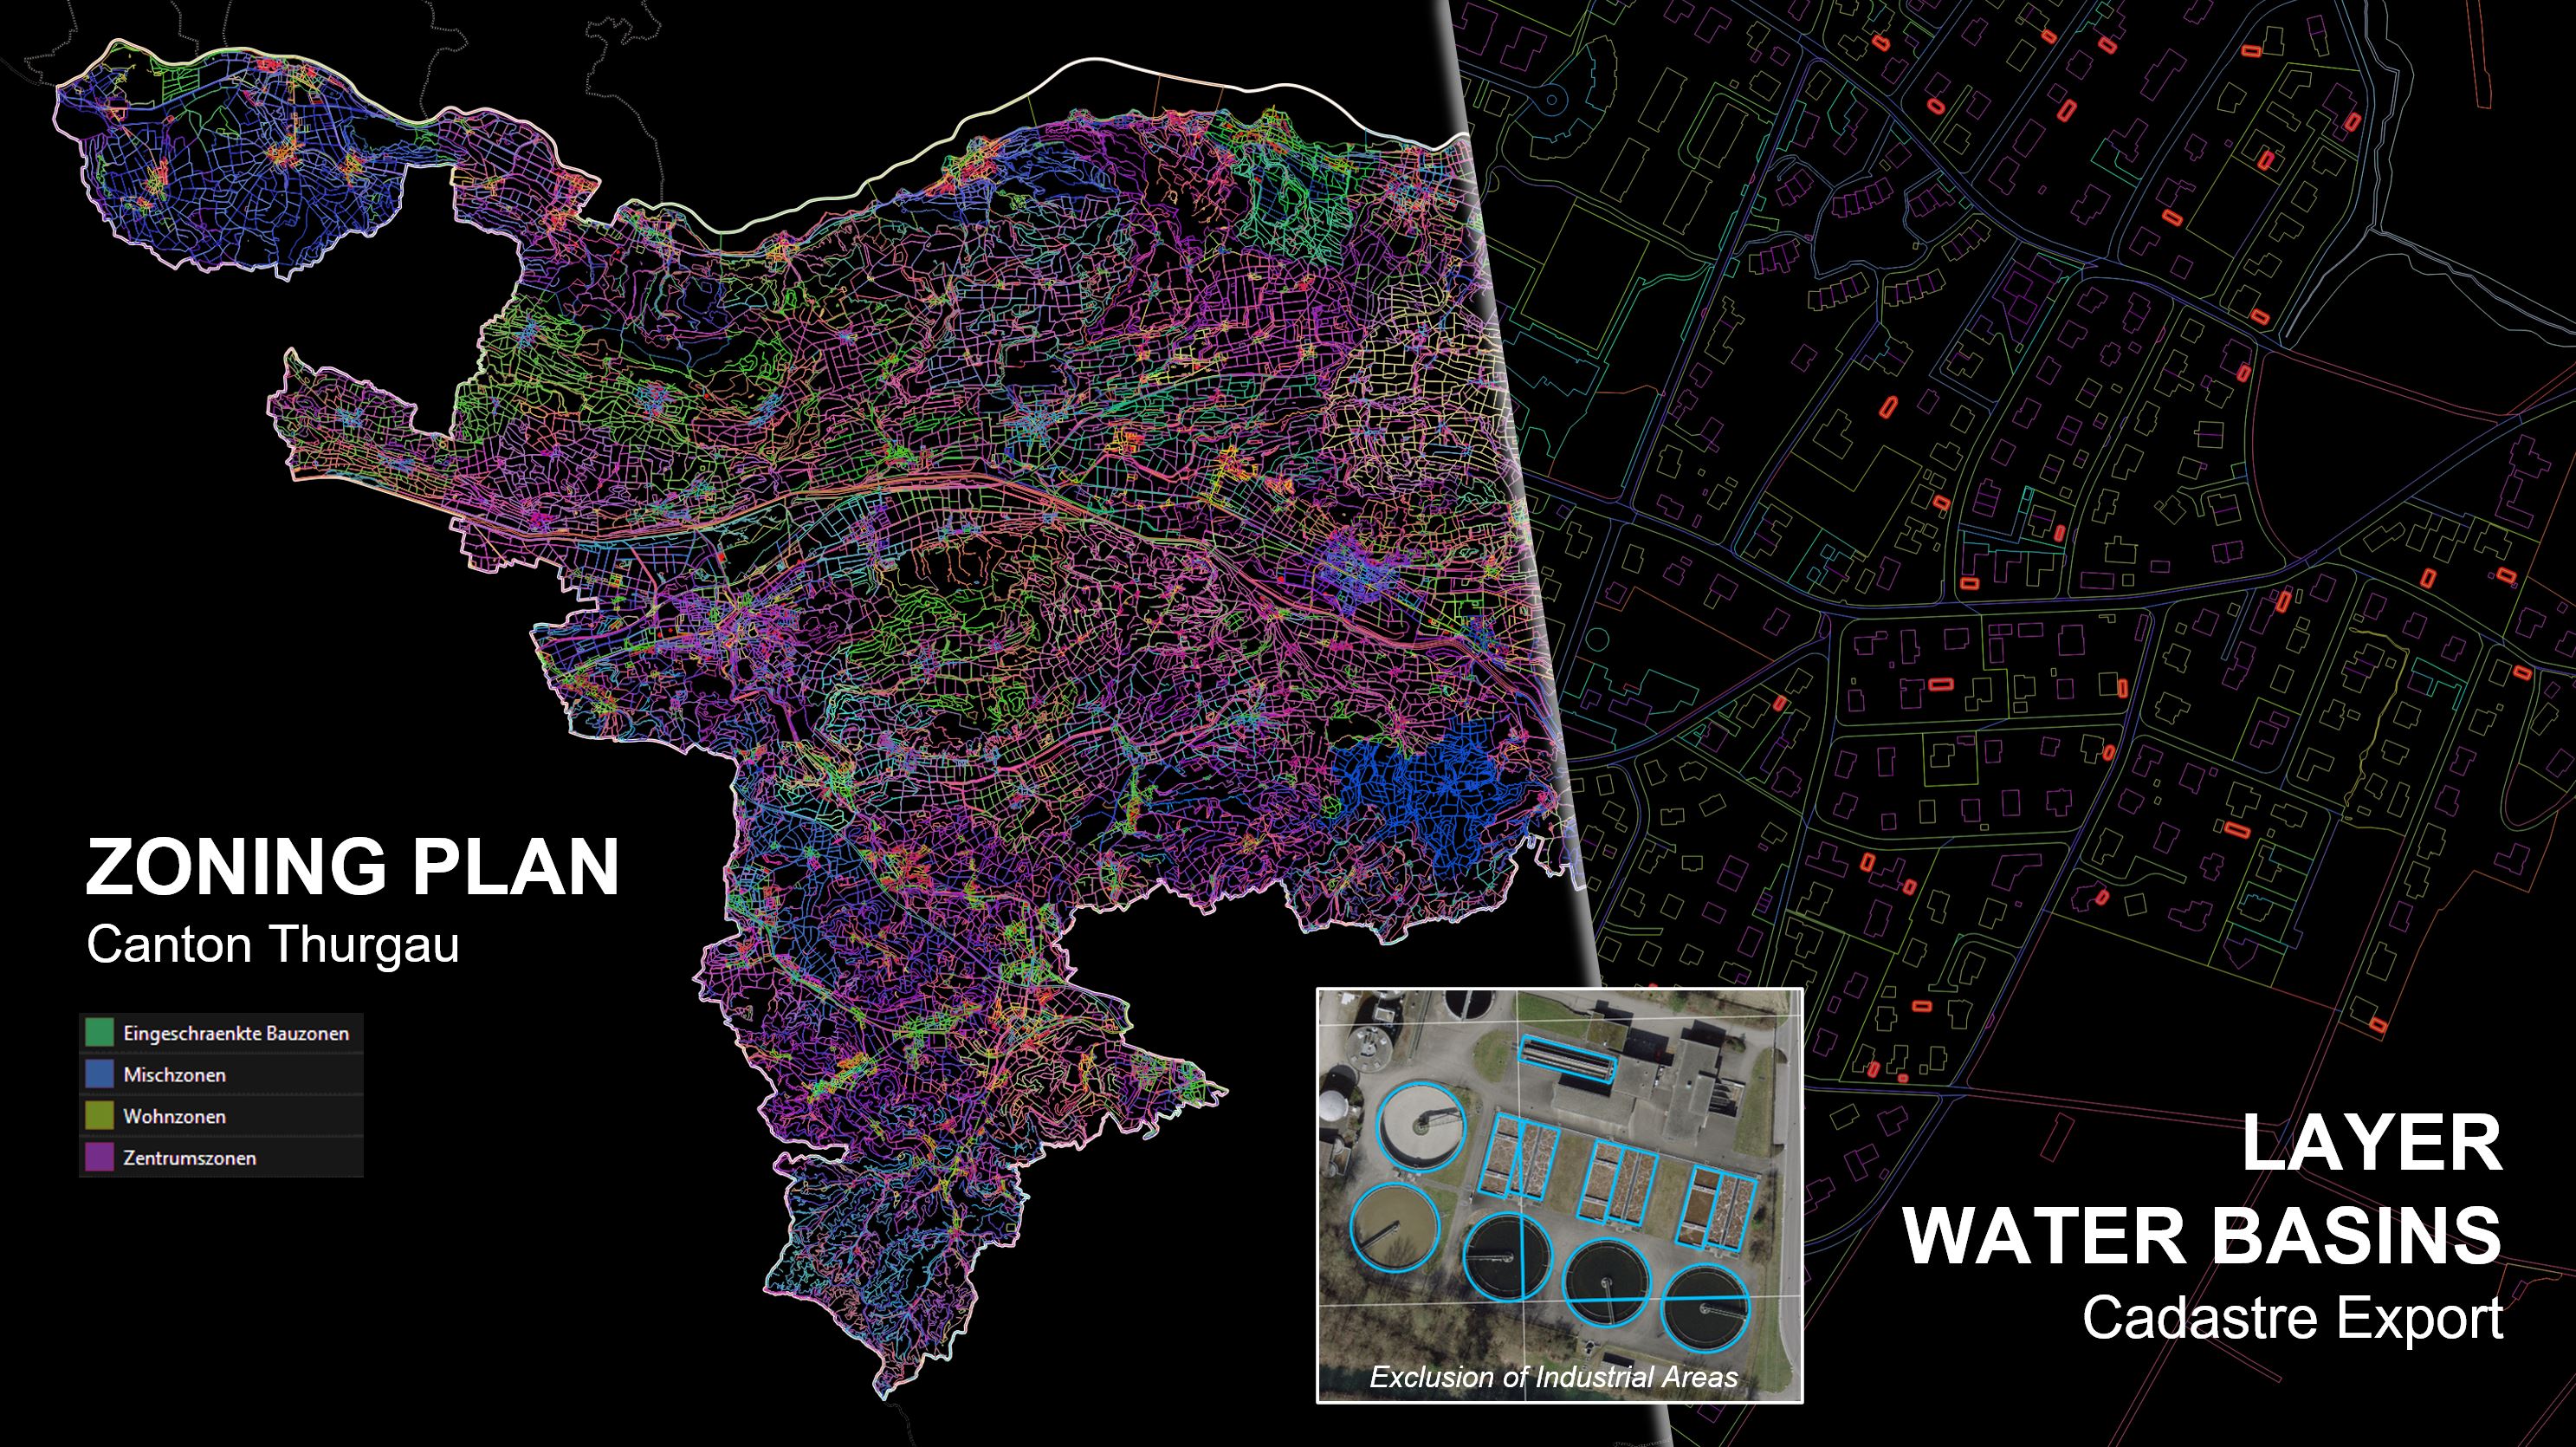 ZONING PLAN
Canton Thurgau
Eingeschraenkte Bauzonen
Mischzonen
Wohnzonen
Zentrumszonen
Exclusion of Industrial Areas
LAYER
WATER BASINS
Cadastre Export